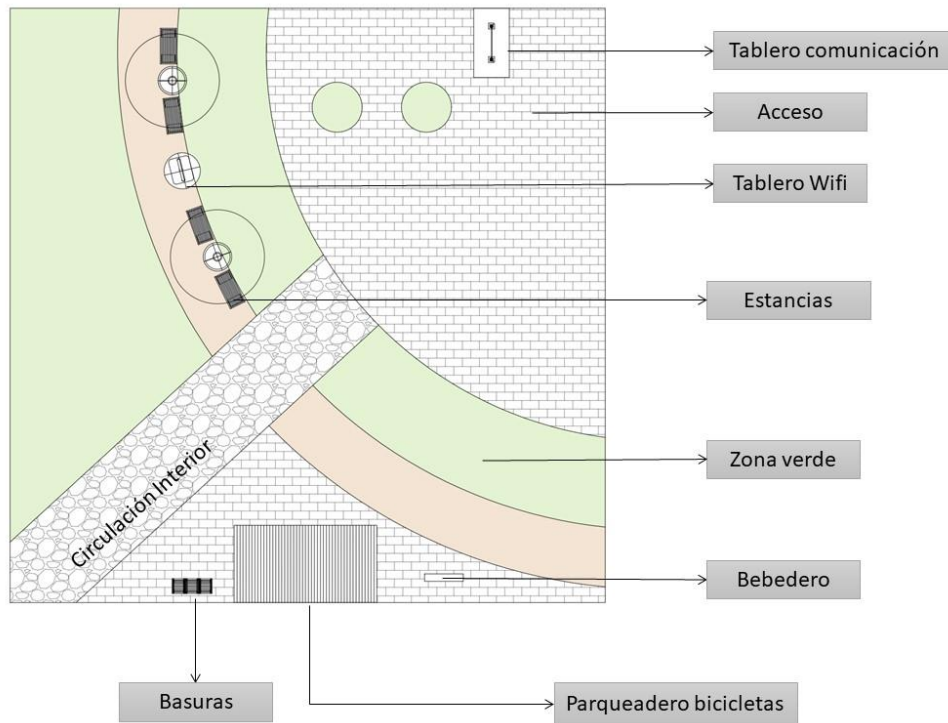 Tablero comunicación
Acceso
Tablero Wifi
Estancias
Circulación Interior
Zona verde
Bebedero
Basuras
Parqueadero bicicletas